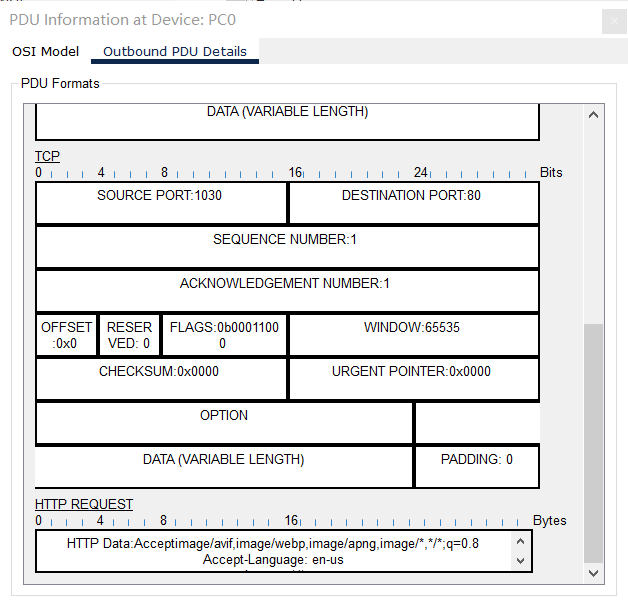 PDU Information at Device: PC0
OSI Model Outbound PDU Details
PDU Formats
DATA (VARIABLE LENGTH)
TCP
0 4 8 16 24 Bits
SOURCE PORT:1030 DESTINATION PORT:80
SEQUENCE NUMBER:1
ACKNOWLEDGEMENT NUMBER:1
OFFSET RESER FLAGS:0b0001100 WINDOW:65535
:0x0 VED: 0 0
CHECKSUM:0x0000 URGENT POINTER:0x0000
OPTION
DATA (VARIABLE LENGTH) PADDING: 0
HTTP REQUEST
0 4 8 16 Bytes
HTTP Data:Acceptimage/avif,image/webp,image/apng,image/*,*/*;q=0.8
Accept-Language: en-us